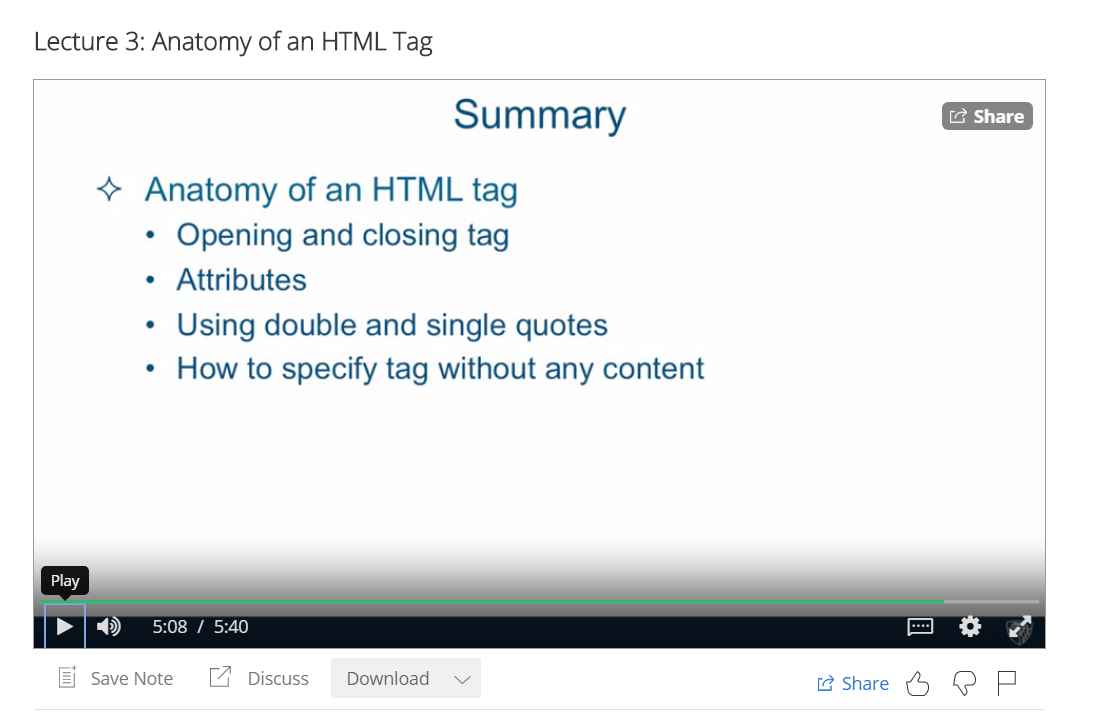 Lecture 3: Anatomy of an HTML Tag
Summary
Share
Anatomy of an HTML tag
• Opening and closing tag
• Attributes
• Using double and single quotes
• How to specify tag without any content
Play
5:08 / 5:40
Save Note
Discuss
Download
Share